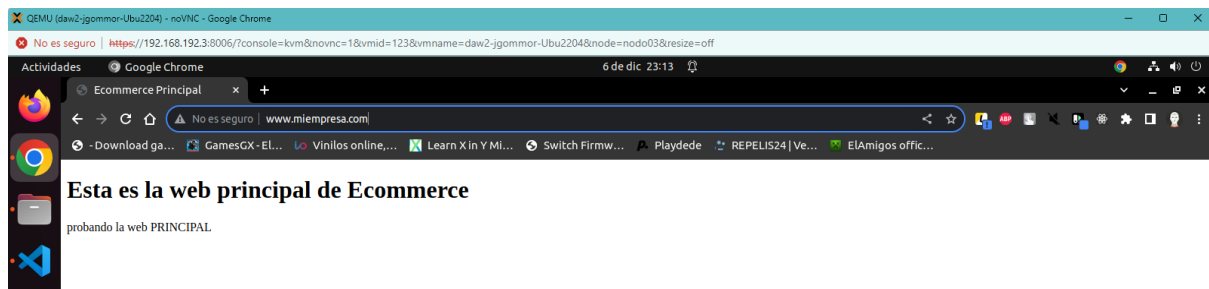 QEMU (daw2-jgommor-Ubu2204) - noVNC - Google Chrome
No es seguro | https://192.168.192.3:8006/?console=kvm&novnc=1&vmid=123&vmname=daw2-jgommor-Ubu2204&node=nodo03&resize=off
Actividades Google Chrome 6 de dic 23:13
Ecommerce Principal
No es seguro | www.miempresa.com
-Download ga... GamesGX - El... Vinilos online,... Learn X in Y Mi... Switch Firmw... Playdede REPELIS24 | Ve... ElAmigos offic...
Esta es la web principal de Ecommerce
probando la web PRINCIPAL